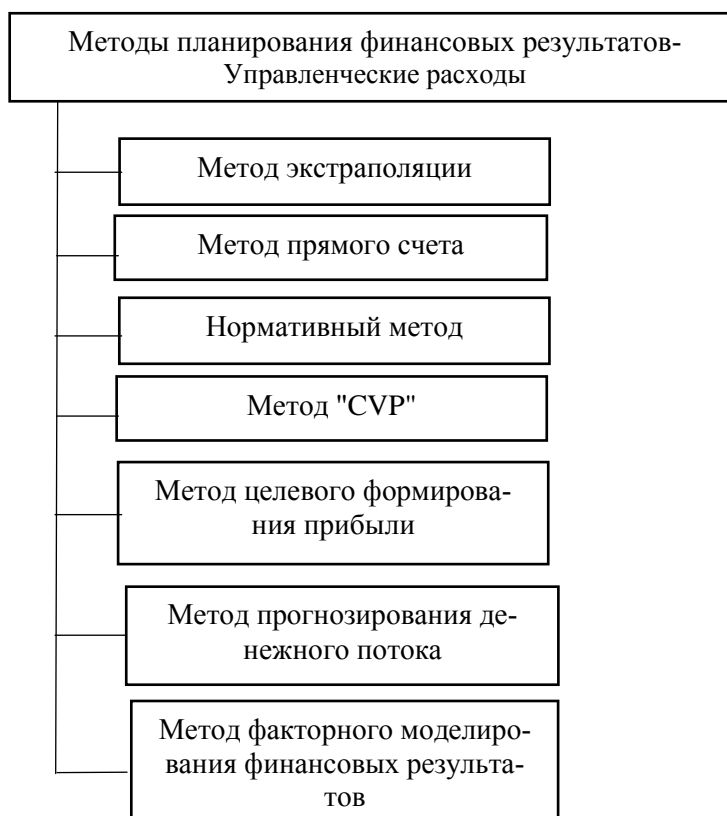 Методы планирования финансовых результатов-
Управленческие расходы
Метод экстраполяции
Метод прямого счета
Нормативный метод
Метод "CVP"
Метод целевого формирова-
ния прибыли
Метод прогнозирования де-
нежного потока
Метод факторного моделиро-
вания финансовых результа-
тов